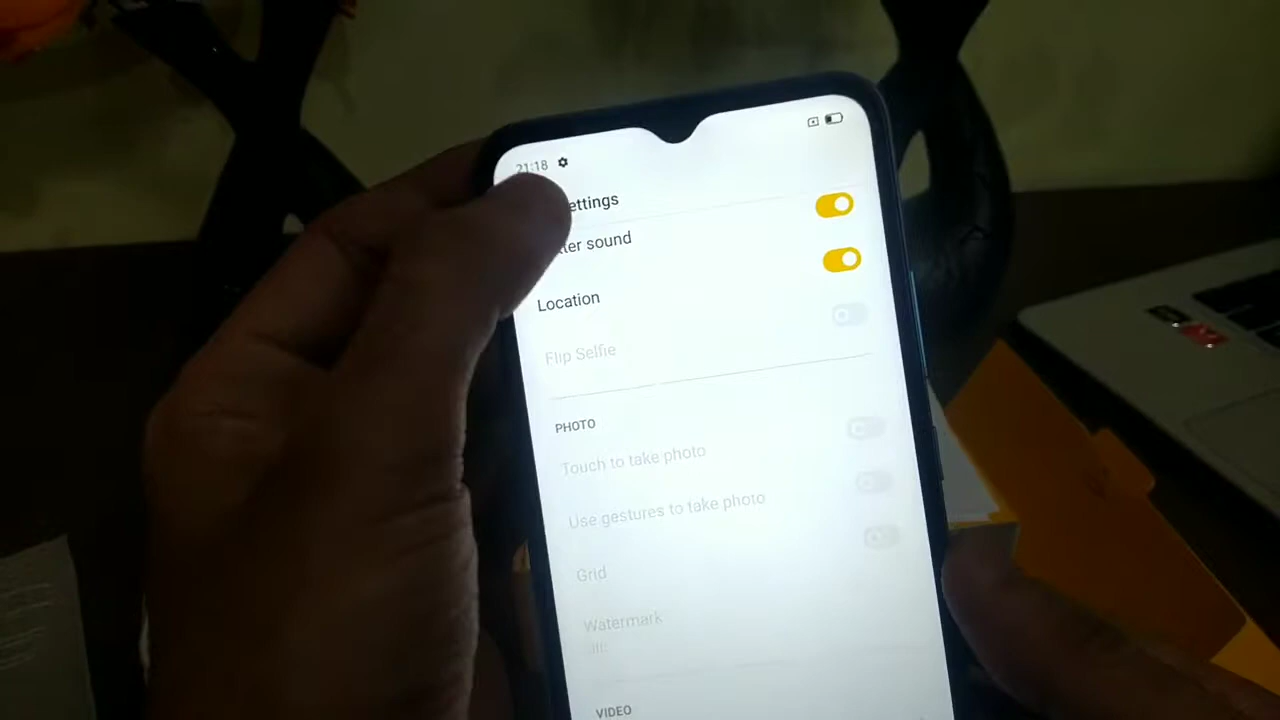 21:18
ettings
tter sound
Location
Flip Selfie
PHOTO
Touch to take photo
Use gestures to take photo
Grid
Watermark
VIDEO